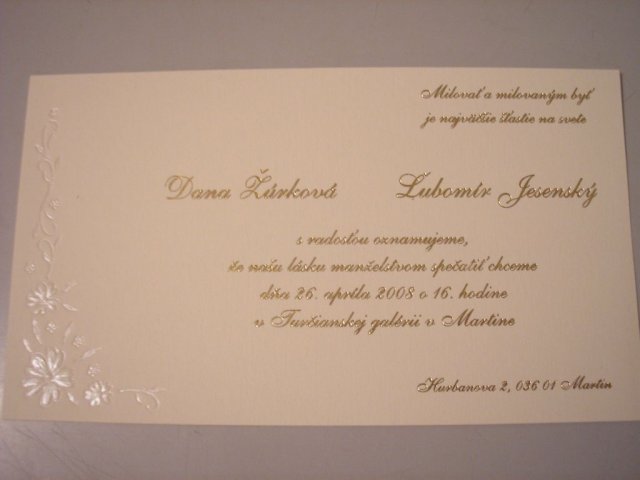 Milovať a milovaným byť
je najväčšie šťastie na svete
Dana Žúrková Ľubomír Jesenský
s radosťou oznamujeme,
že našu lásku manželstvom spečatiť chceme
dňa 26. apríla 2008 o 16. hodine
v Turčianskej galérii v Martine
Hurbanova 2, 036 01 Martin